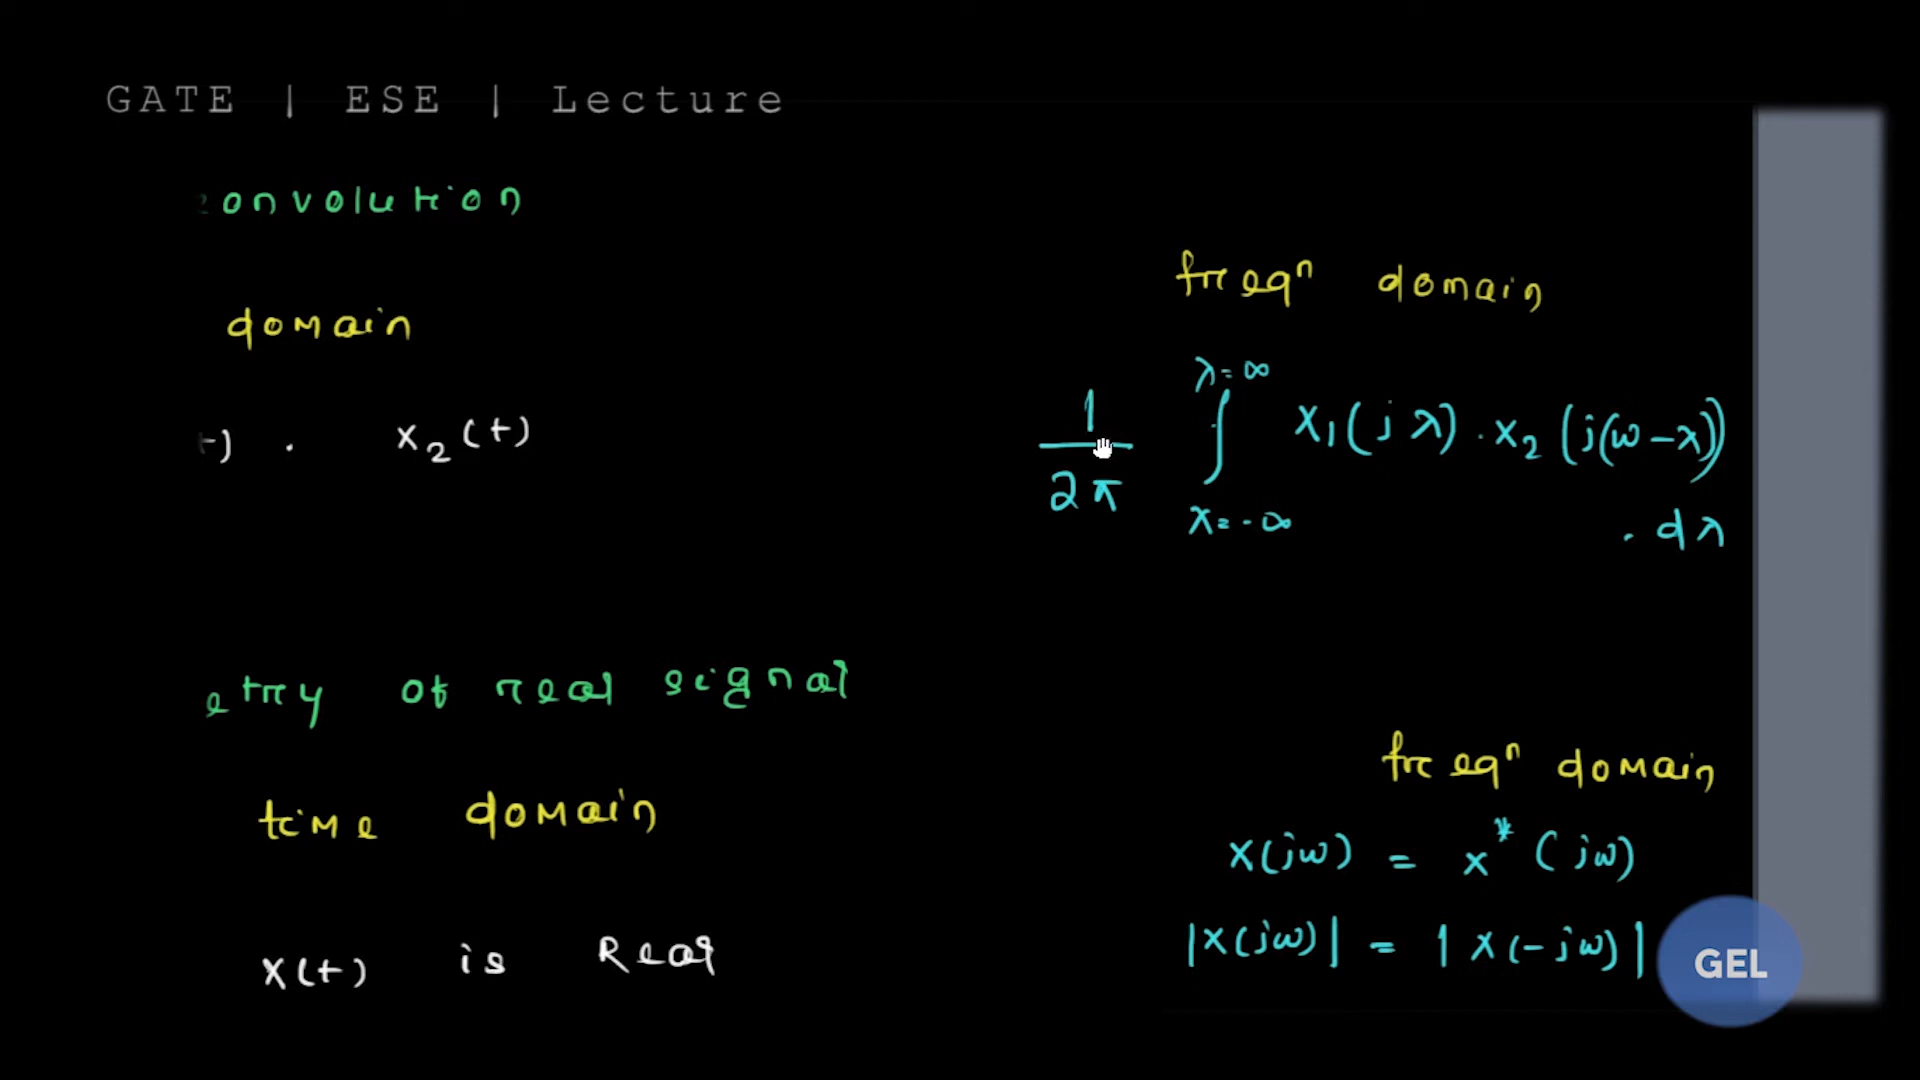 GATE | ESE | Lecture
onvolution
freqⁿ domain
domain
t) . x₂(t)
1/2π ∫ λ=∞ λ=-∞ X₁(jλ) . X₂(j(ω-λ))
. dλ
etry of real signal
freqⁿ domain
time domain
X(jω) = X*(jω)
|X(jω)| = |X(-jω)|
x(t) is Real
GEL